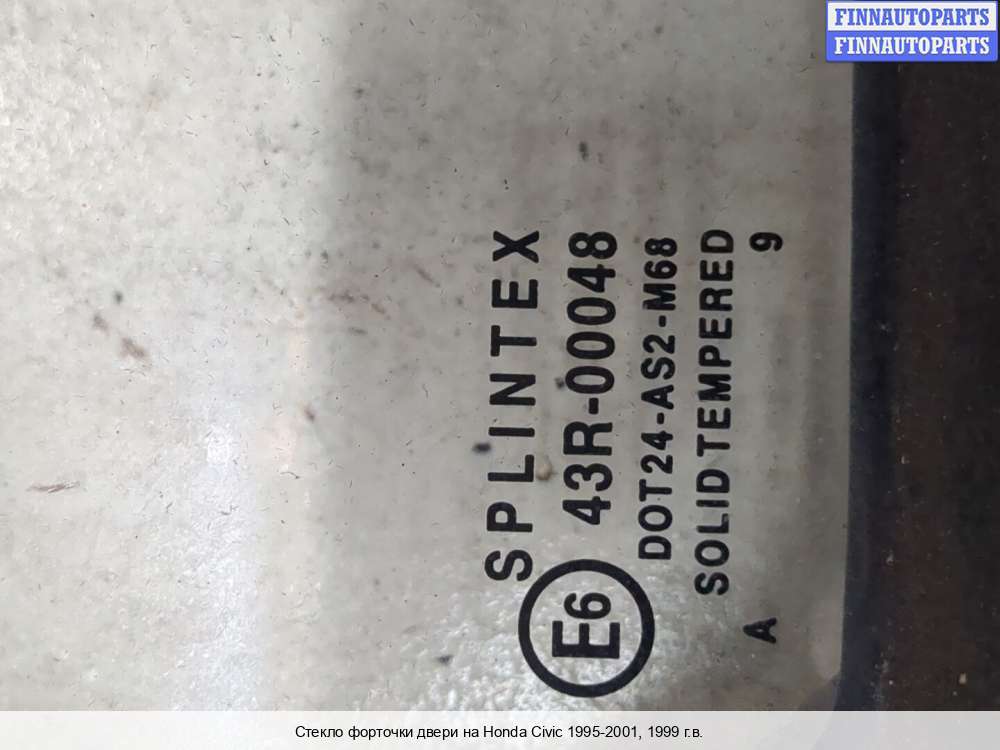 FINNAUTOPARTS
FINNAUTOPARTS
SPLINTEX
E6 43R-00048
DOT24-AS2-M68
SOLID TEMPERED
A 9
Стекло форточки двери на Honda Civic 1995-2001, 1999 г.в.